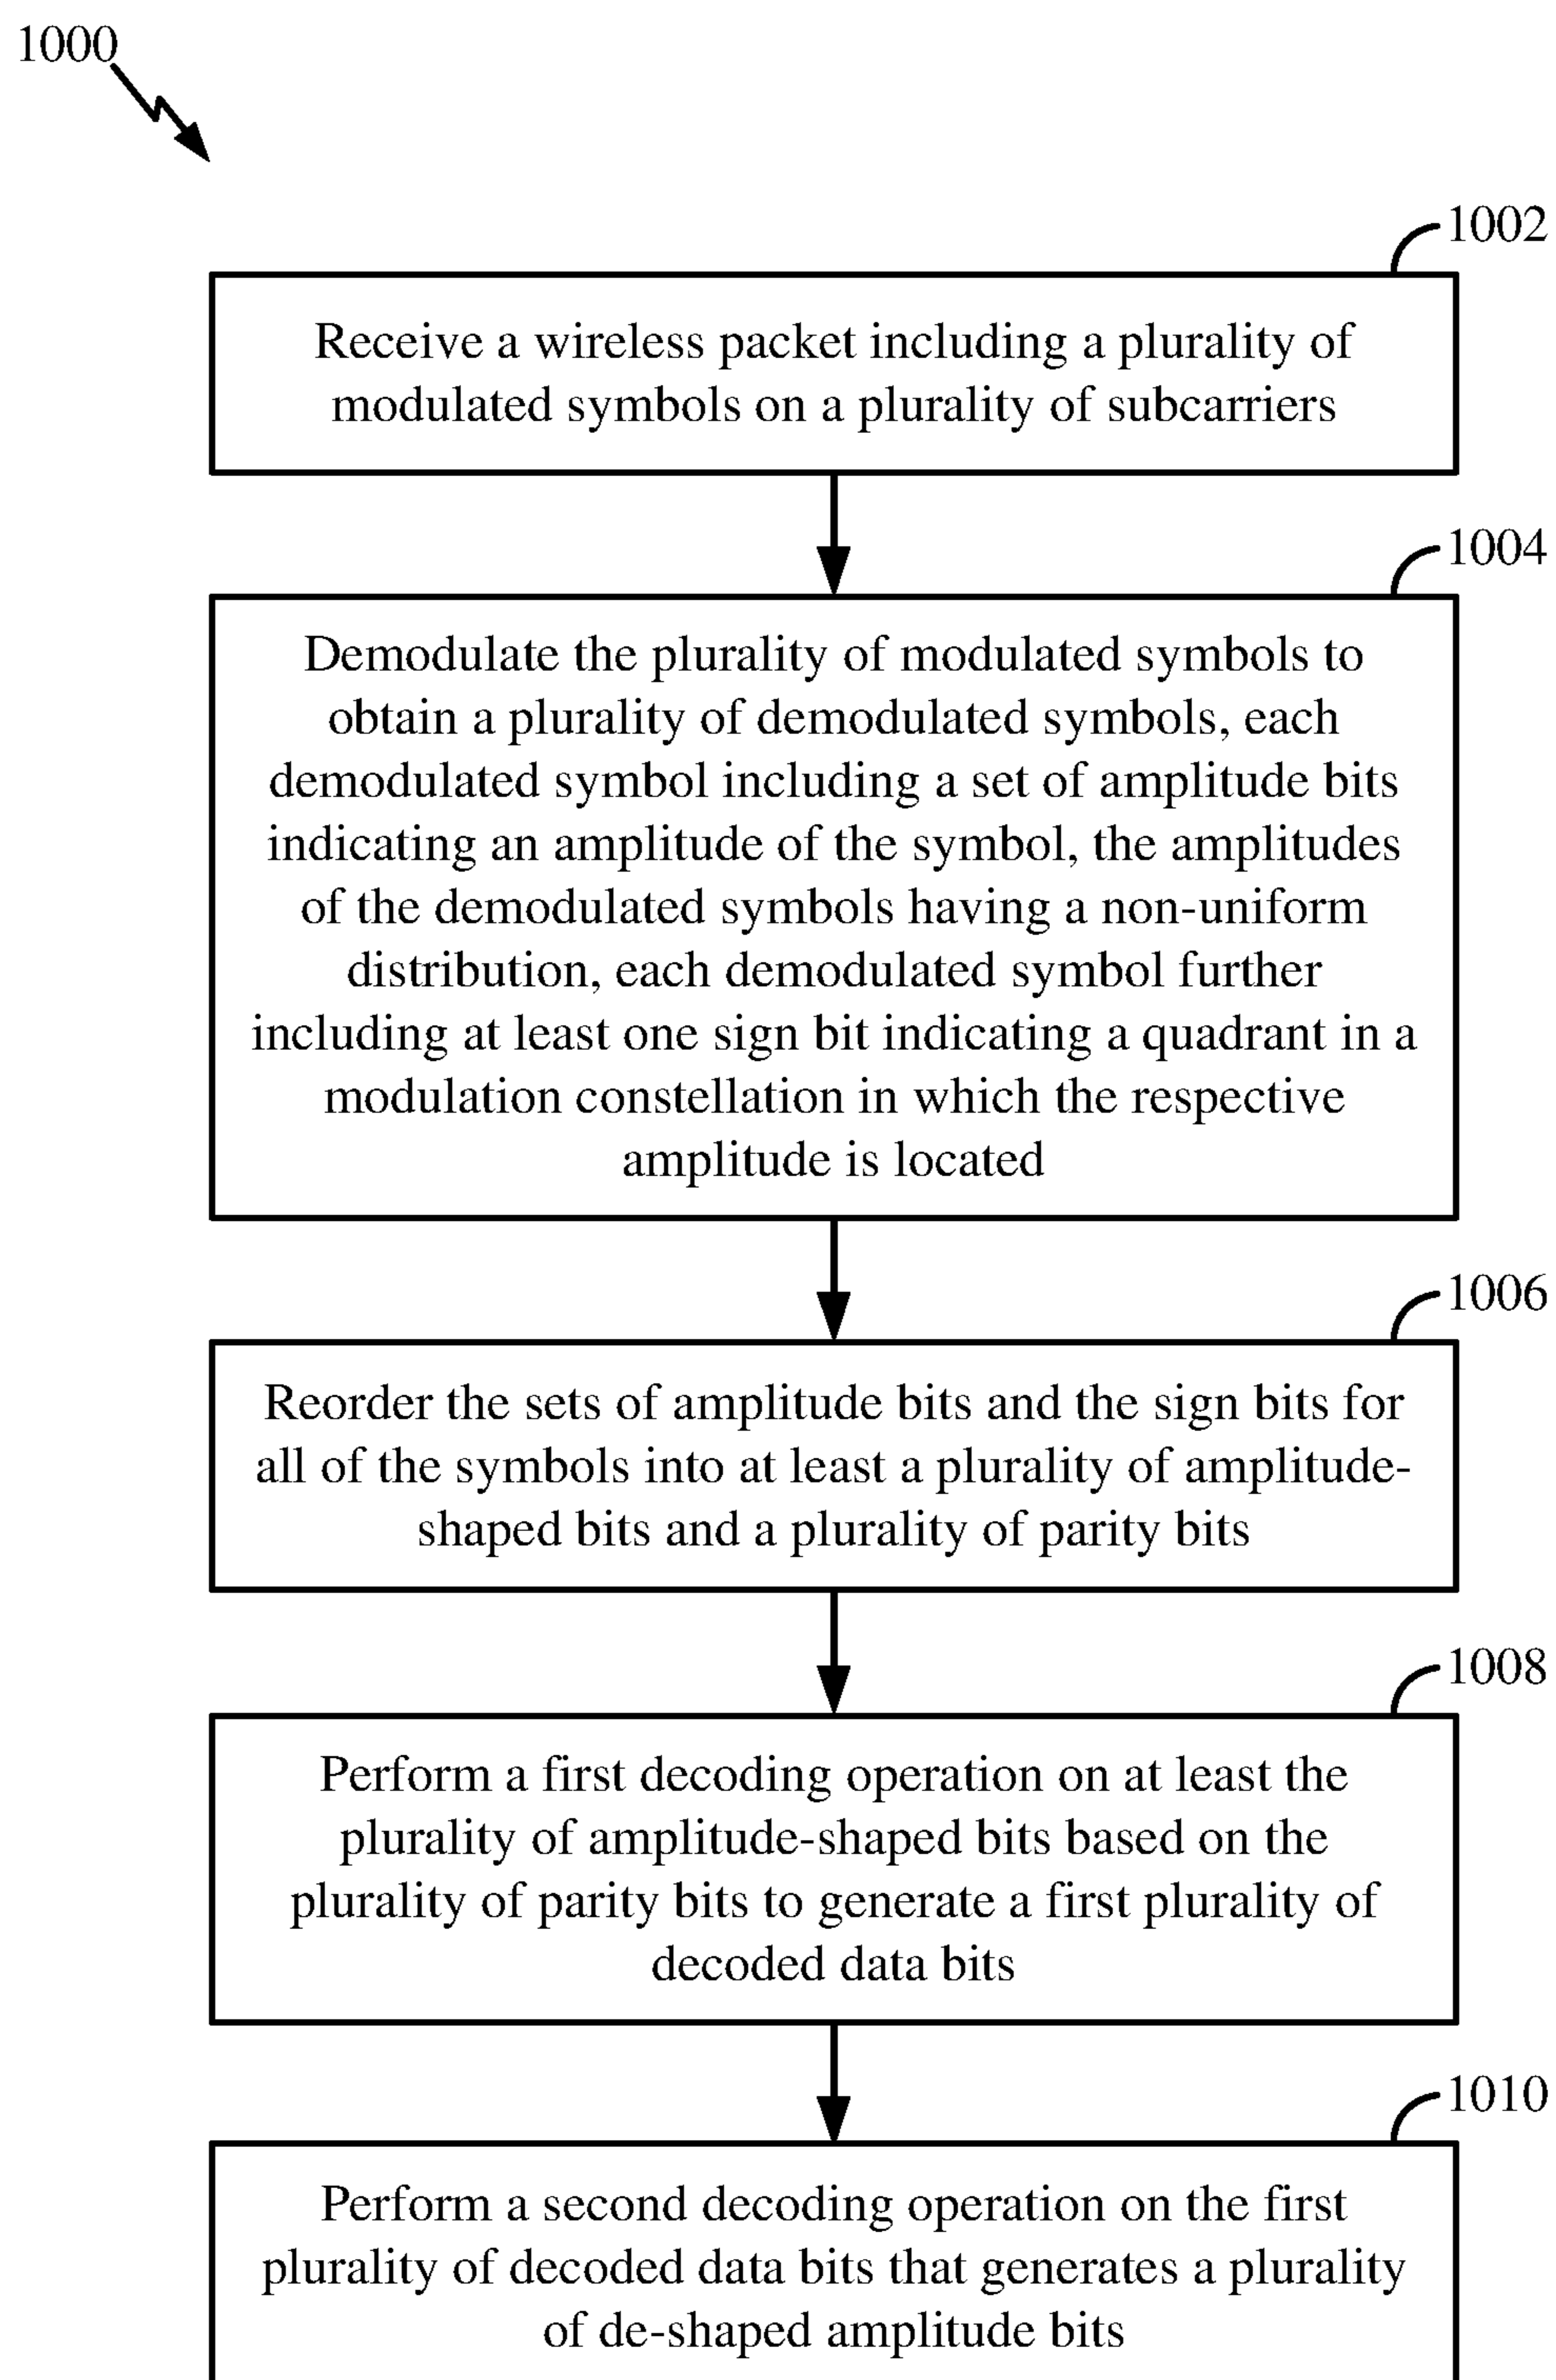 1000
1002
Receive a wireless packet including a plurality of
modulated symbols on a plurality of subcarriers
1004
Demodulate the plurality of modulated symbols to
obtain a plurality of demodulated symbols, each
demodulated symbol including a set of amplitude bits
indicating an amplitude of the symbol, the amplitudes
of the demodulated symbols having a non-uniform
distribution, each demodulated symbol further
including at least one sign bit indicating a quadrant in a
modulation constellation in which the respective
amplitude is located
1006
Reorder the sets of amplitude bits and the sign bits for
all of the symbols into at least a plurality of amplitude-
shaped bits and a plurality of parity bits
1008
Perform a first decoding operation on at least the
plurality of amplitude-shaped bits based on the
plurality of parity bits to generate a first plurality of
decoded data bits
1010
Perform a second decoding operation on the first
plurality of decoded data bits that generates a plurality
of de-shaped amplitude bits